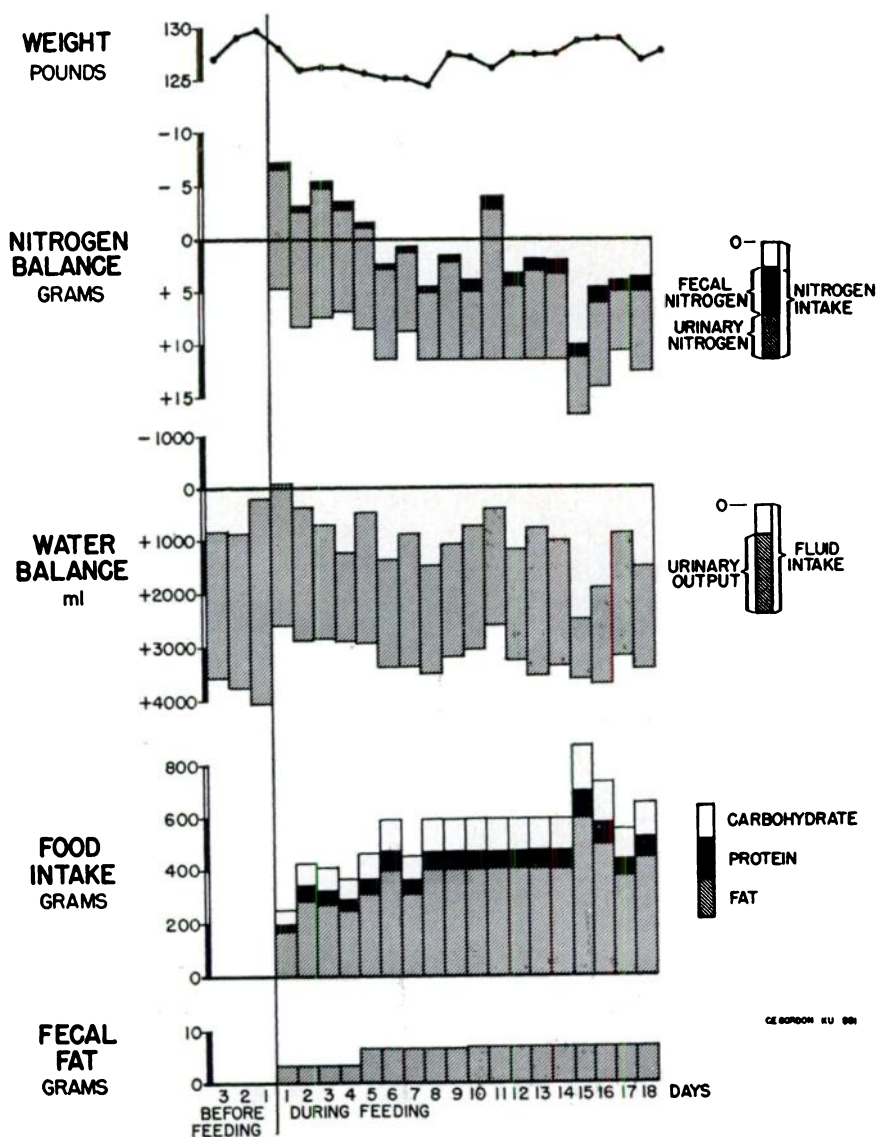 WEIGHT
POUNDS
130
125
NITROGEN
BALANCE
GRAMS
- 10
- 5
0
+ 5
+10
+15
0
FECAL
NITROGEN
URINARY
NITROGEN
NITROGEN
INTAKE
WATER
BALANCE
ml
- 1000
0
+1000
+2000
+3000
+4000
0
URINARY
OUTPUT
FLUID
INTAKE
FOOD
INTAKE
GRAMS
800
600
400
200
0
CARBOHYDRATE
PROTEIN
FAT
FECAL
FAT
GRAMS
10
0
3 2 1 1 2 3 4 5 6 7 8 9 10 11 12 13 14 15 16 17 18 DAYS
BEFORE
FEEDING
DURING FEEDING